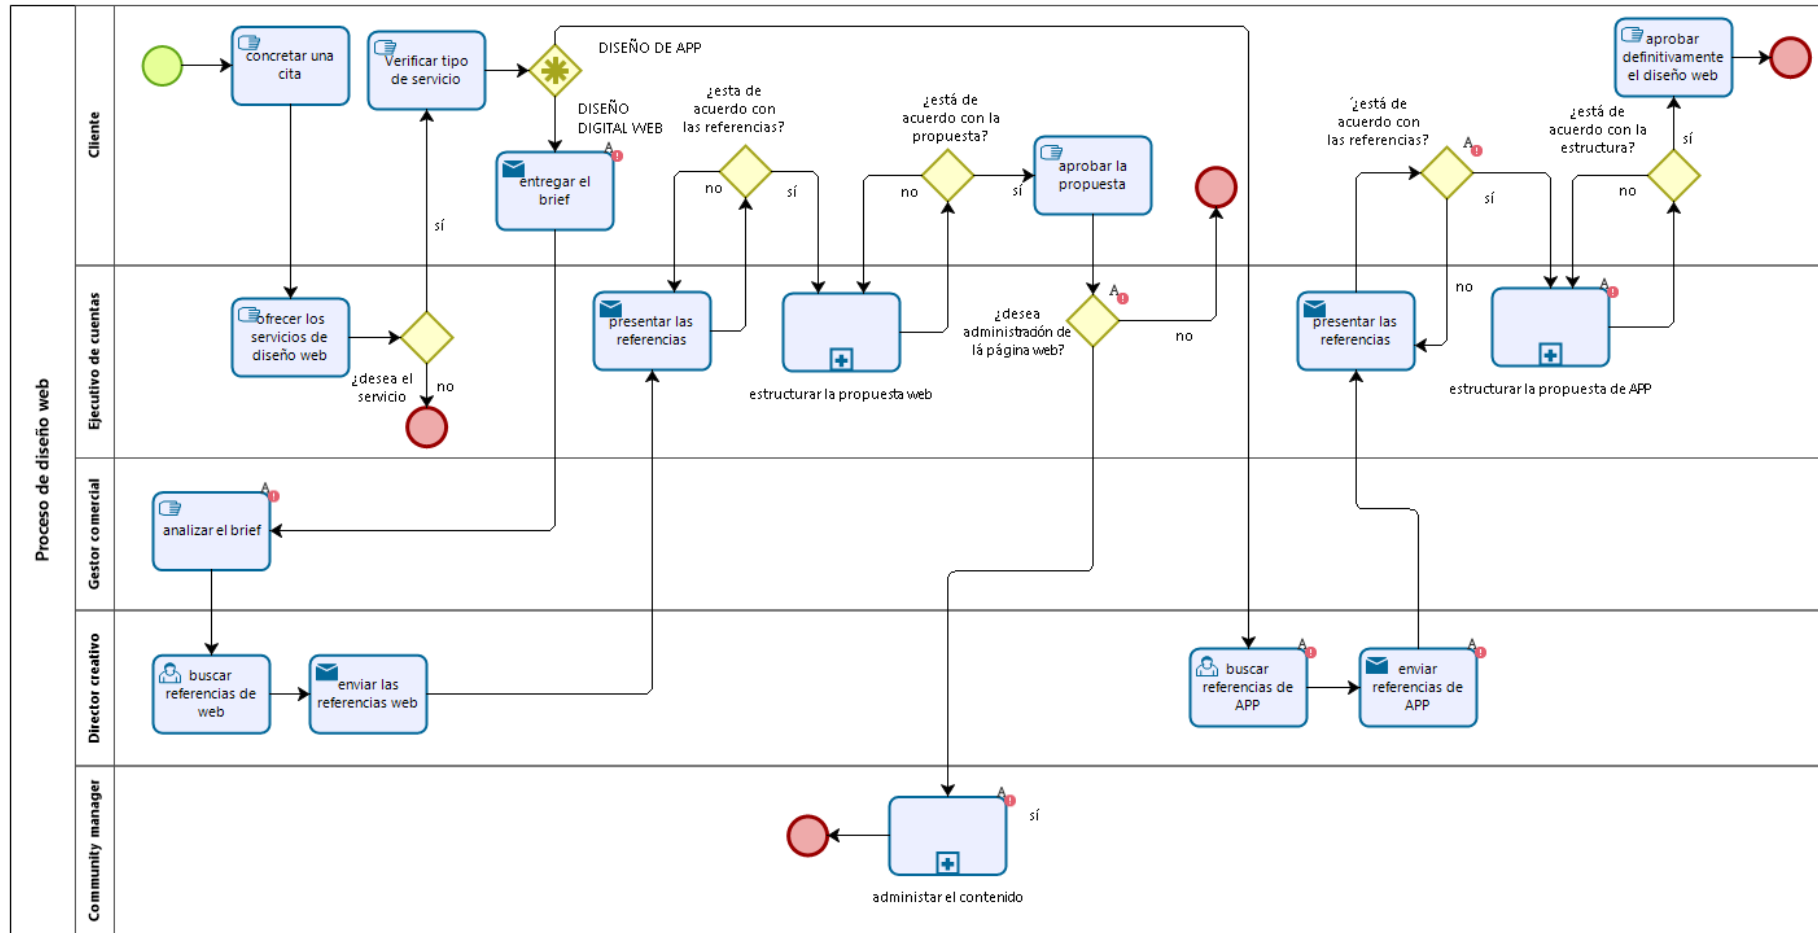 Proceso de diseño web
Cliente
concretar una
cita
Verificar tipo
de servicio
DISEÑO DE APP
DISEÑO
DIGITAL WEB
entregar el
brief
¿esta de
acuerdo con
las referencias?
no
sí
¿está de
acuerdo con la
propuesta?
no
sí
aprobar la
propuesta
´¿está de
acuerdo con
las referencias?
sí
no
¿está de
acuerdo con la
estructura?
no
sí
aprobar
definitivamente
el diseño web
sí
Ejecutivo de cuentas
ofrecer los
servicios de
diseño web
¿desea el
servicio
no
presentar las
referencias
estructurar la propuesta web
¿desea
administración de
lá página web?
no
presentar las
referencias
estructurar la propuesta de APP
Gestor comercial
analizar el brief
Director creativo
buscar
referencias de
web
enviar las
referencias web
buscar
referencias de
APP
enviar
referencias de
APP
Community manager
sí
administar el contenido
A
A
A
A
A
A
A
A